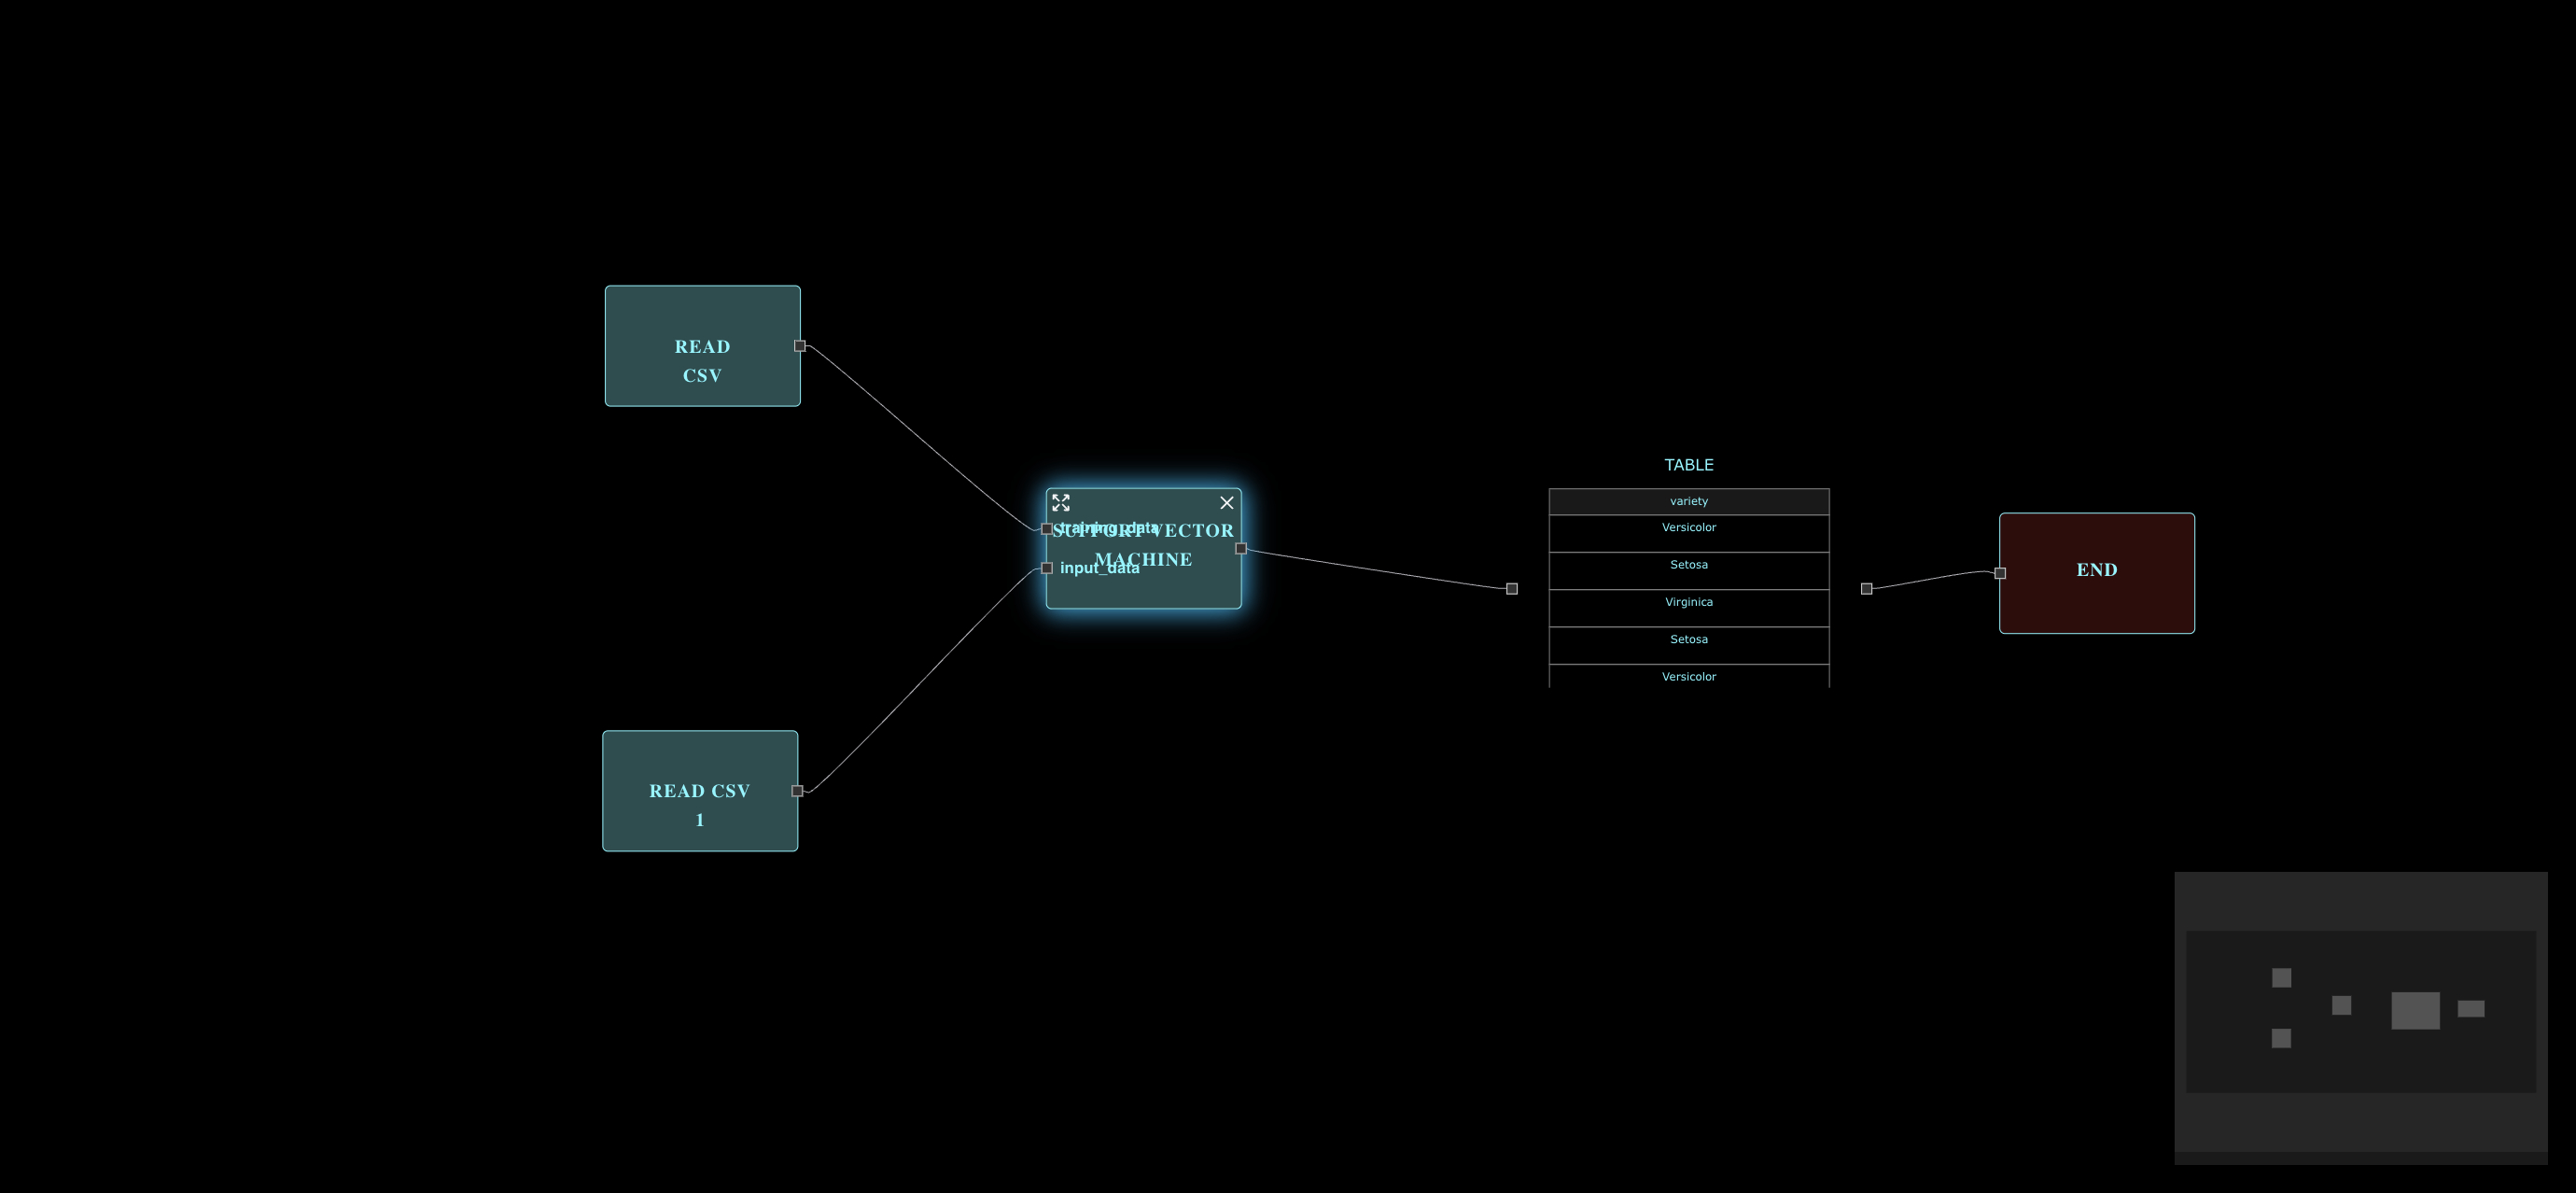 READ
CSV
TABLE
variety
Versicolor
training_data
SUPPORT VECTOR
MACHINE
input_data
Setosa
END
Virginica
Setosa
Versicolor
READ CSV
1